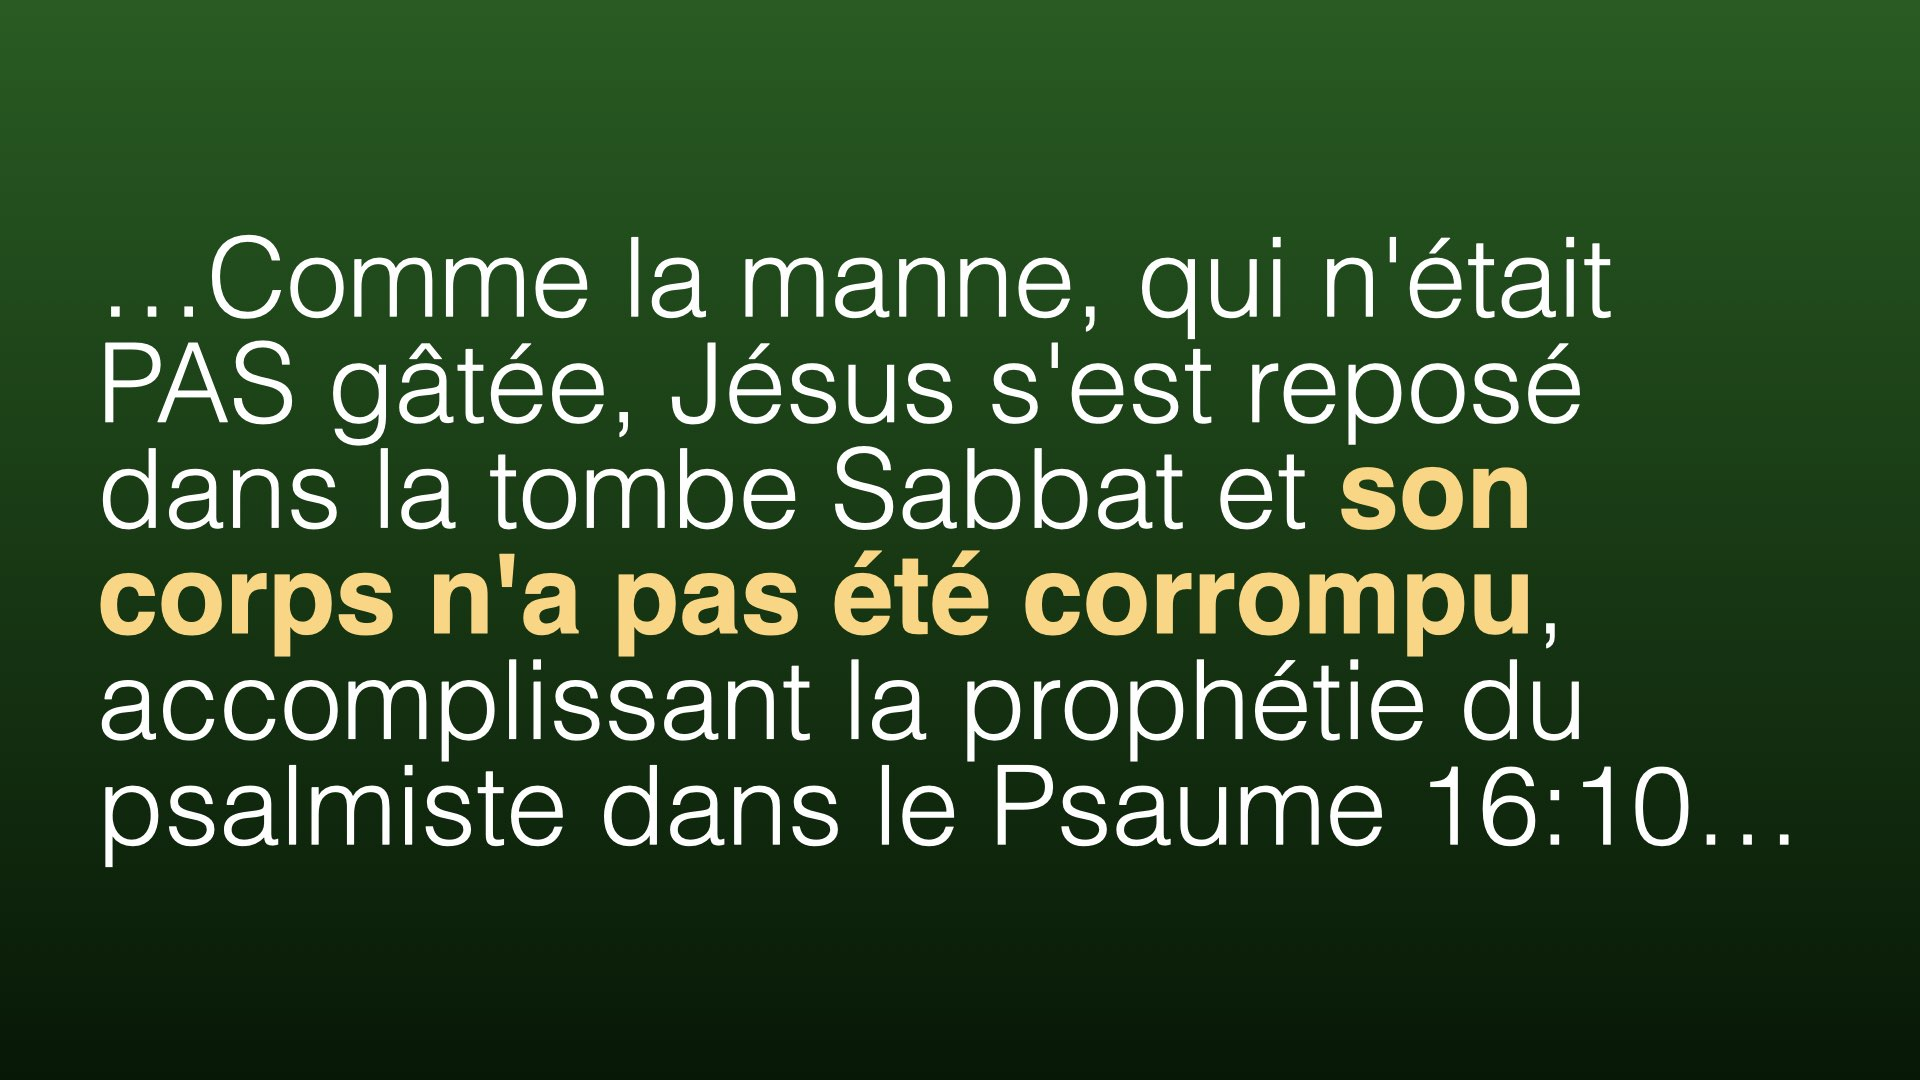 ...Comme la manne, qui n'était
PAS gâtée, Jésus s'est reposé
dans la tombe Sabbat et son
corps n'a pas été corrompu,
accomplissant la prophétie du
psalmiste dans le Psaume 16:10...